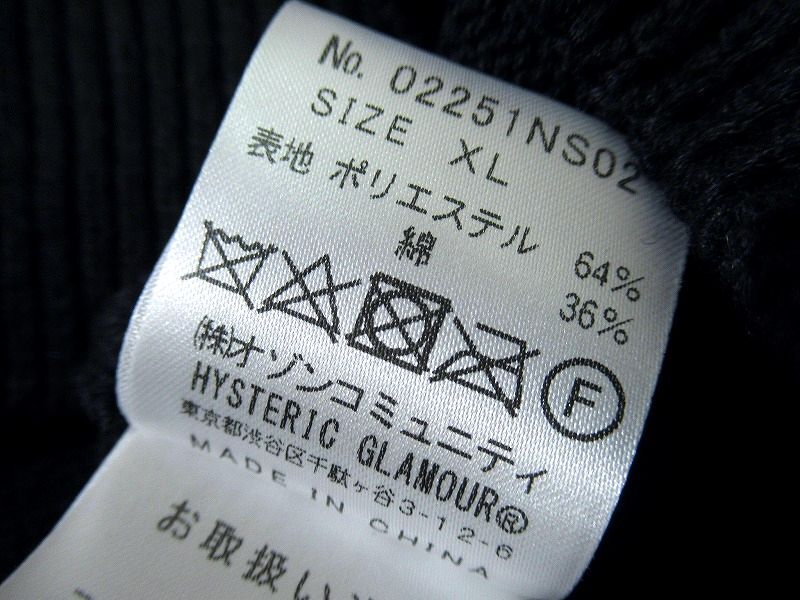 No. 02251NS02
SIZE XL
表地 ポリエステル 64%
綿 36%
F
㈱オゾンコミュニティ
HYSTERIC GLAMOUR®
東京都渋谷区千駄ヶ谷3-12-6
MADE IN CHINA
お取扱い